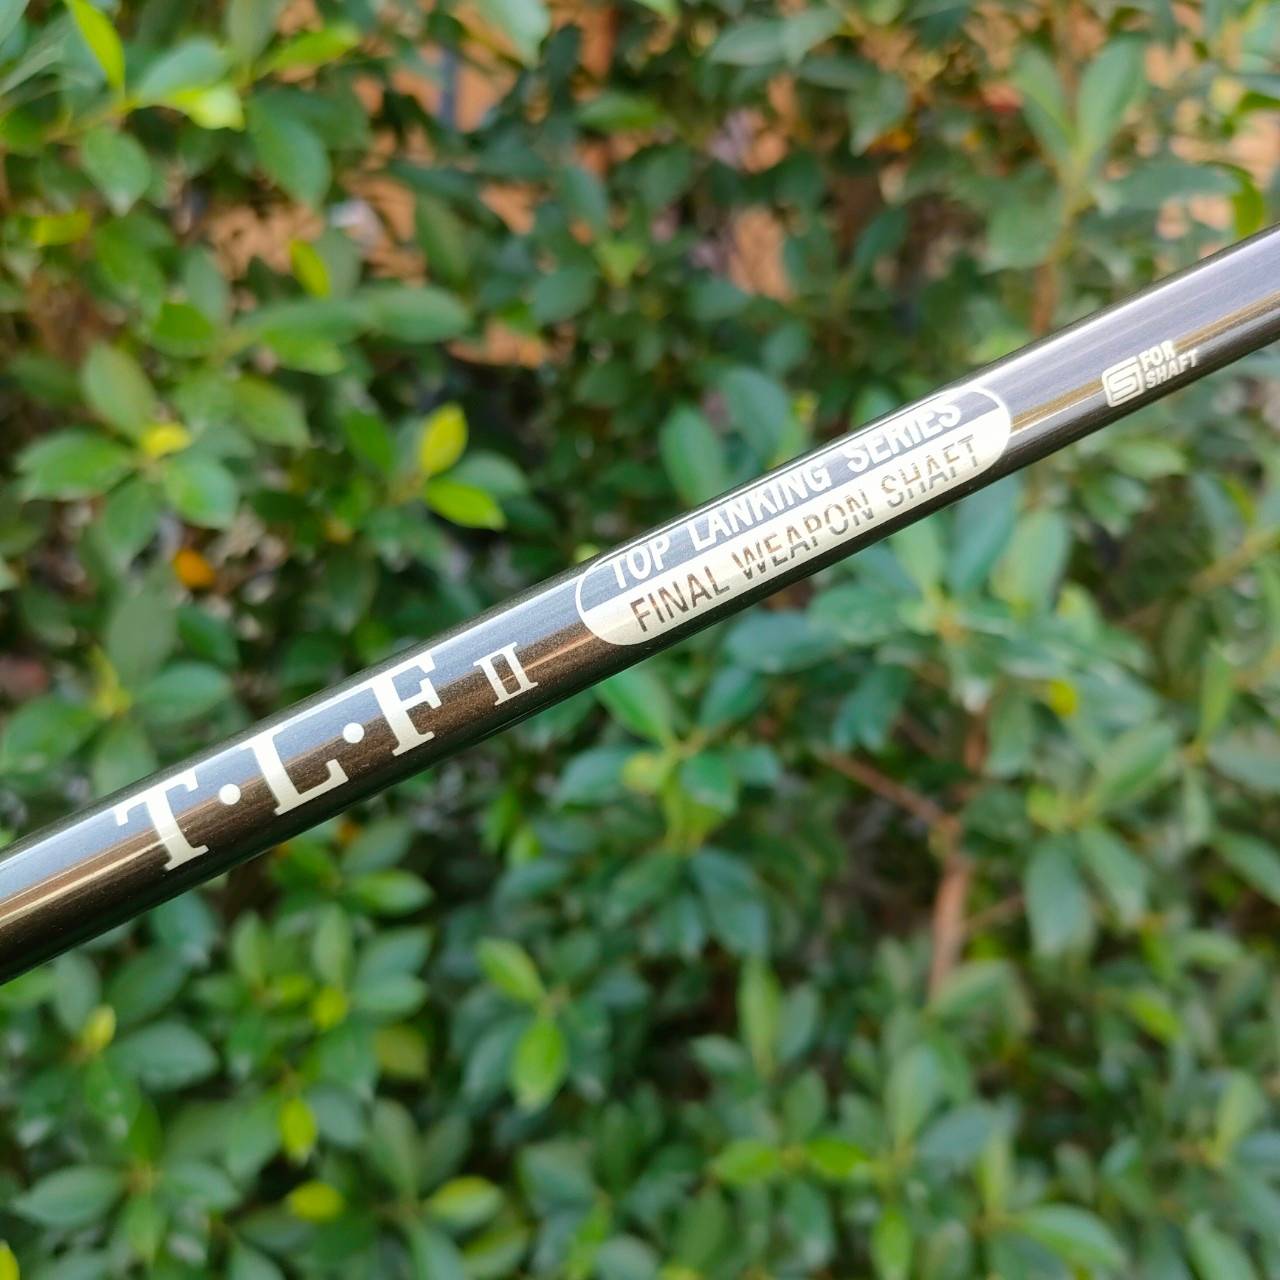 T·L·F II
TOP LANKING SERIES
FINAL WEAPON SHAFT
S FOR
SHAFT